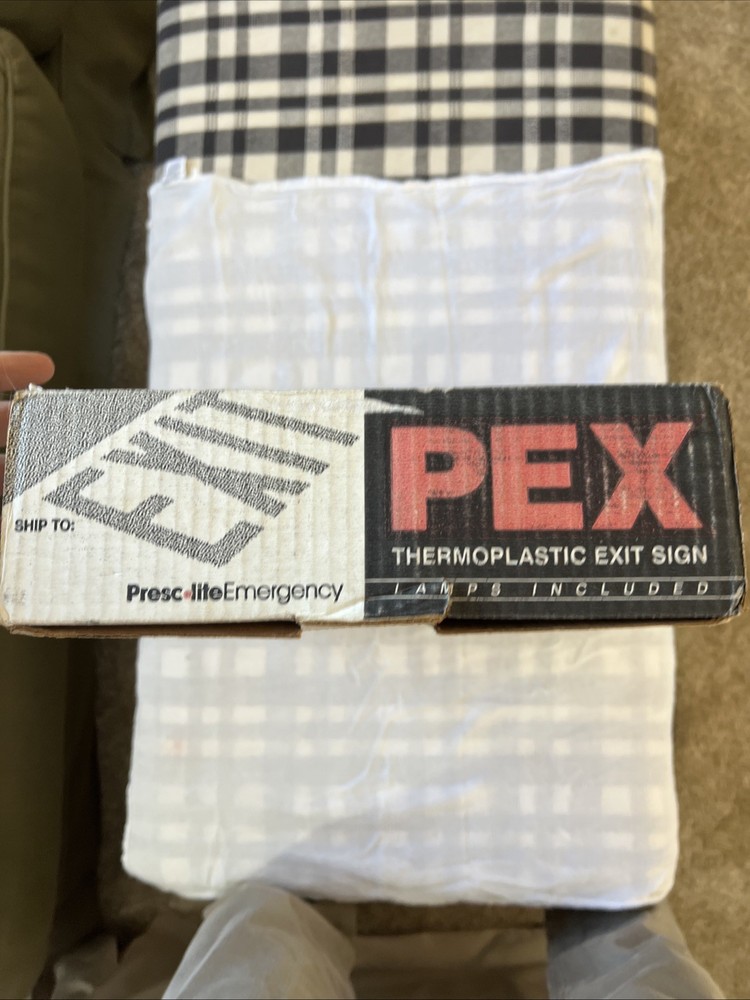 EXIT
SHIP TO:
Presc•liteEmergency
PEX
THERMOPLASTIC EXIT SIGN
LAMPS INCLUDED